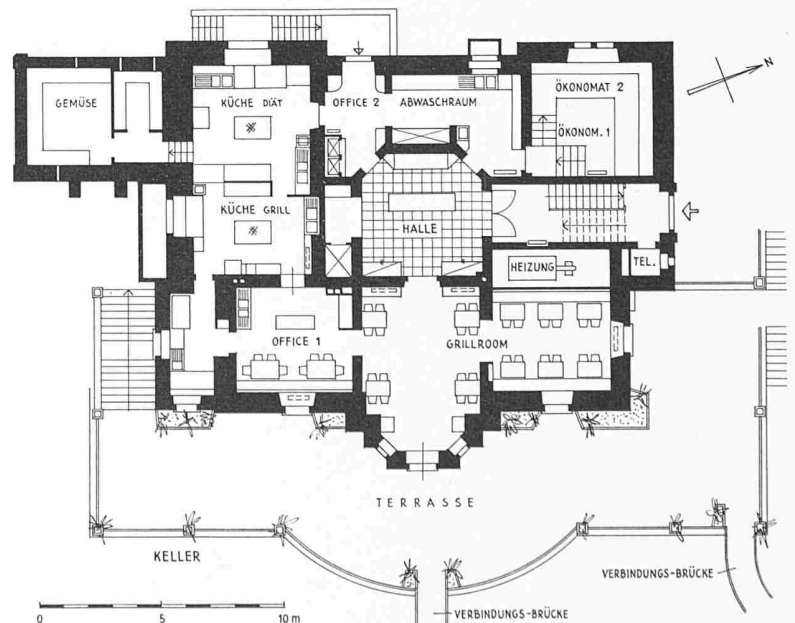 N
GEMÜSE
KÜCHE DIÄT
OFFICE 2
ABWASCHRAUM
ÖKONOMAT 2
ÖKONOM. 1
KÜCHE GRILL
HALLE
HEIZUNG
TEL.
OFFICE 1
GRILLROOM
TERRASSE
KELLER
VERBINDUNGS-BRÜCKE
VERBINDUNGS-BRÜCKE
0 5 10 m